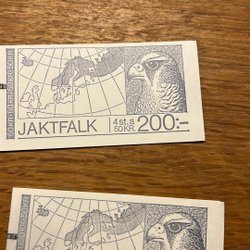 JAKTFALK
4 st. à
50 KR.
200:-